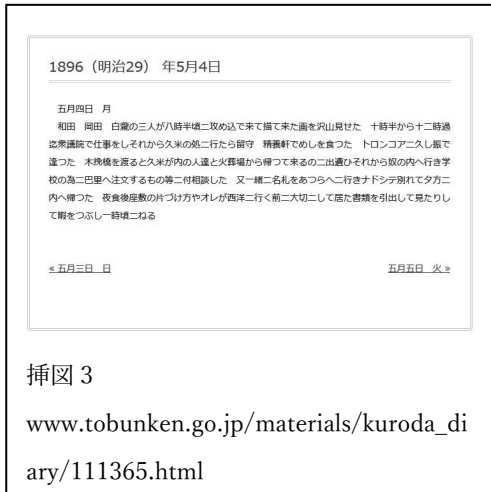 1896（明治29） 年5月4日
五月四日　月
和田　岡田　白瀧の三人が八時半頃ニ攻め込で来て描て来た画を沢山見せた　十時半から十二時過
迄衆議院で仕事をしそれから久米の処ニ行たら留守　精養軒でめしを食つた　トロンコアニ久し振で
逢つた　木挽橋を渡ると久米が内の人達と火葬場から帰つて来るのニ出遇ひそれから奴の内へ行き学
校の為ニ巴里へ注文するもの等ニ付相談した　又一緒ニ名札をあつらへニ行きナドシテ別れて夕方ニ
内へ帰つた　夜食後座敷の片づけ方やオレが西洋ニ行く前ニ大切ニして居た書類を引出して見たりし
て暇をつぶし一時頃ニねる
« 五月三日　日
五月五日　火 »
挿図 3
www.tobunken.go.jp/materials/kuroda_di
ary/111365.html